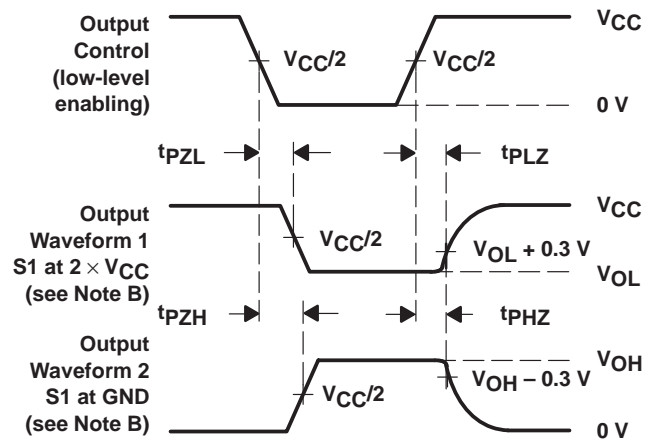 Output
Control
(low-level
enabling)
VCC/2
VCC/2
VCC
0 V
tPZL
tPLZ
Output
Waveform 1
S1 at 2 × VCC
(see Note B)
VCC/2
VCC
VOL + 0.3 V
VOL
tPZH
tPHZ
Output
Waveform 2
S1 at GND
(see Note B)
VCC/2
VOH
VOH − 0.3 V
0 V